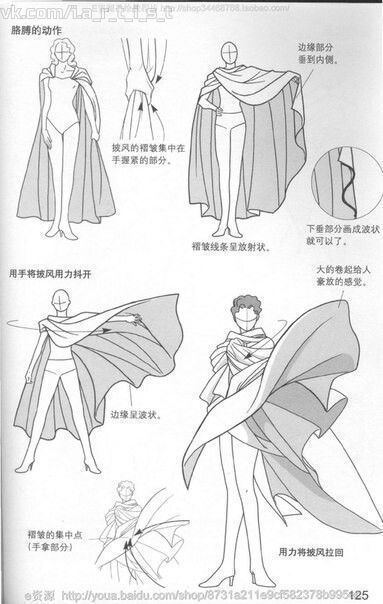 vk.com/i_a_r_t_i_s_t
http://shop34468708.taobao.com/
胳膊的动作
边缘部分
垂到内侧。
披风的褶皱集中在
手握紧的部分。
下垂部分画成波状
就可以了。
褶皱线条呈放射状。
用手将披风用力抖开
大的卷起给人
豪放的感觉。
边缘呈波状。
褶皱的集中点
(手拿部分)
用力将披风拉回
125
e资源 http://youa.baidu.com/shop/8731a211e9cf582378b995